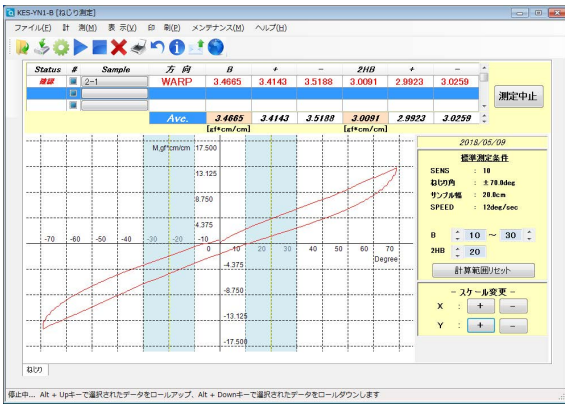 KES-YN1-B [ねじり測定]
ファイル(F) 計 測(M) 表 示(V) 印 刷(P) メンテナンス(M) ヘルプ(H)
Status # Sample 方 向 B + − 2HB + −
確認 2-1 WARP 3.4665 3.4143 3.5188 3.0091 2.9923 3.0259
測定中止
Ave. 3.4665 3.4143 3.5188 3.0091 2.9923 3.0259
[gf*cm/cm] [gf*cm/cm]
M,gf*cm/cm 17.500
13.125
8.750
4.375
-70 -60 -50 -40 -30 -20 -10 0 10 20 30 40 50 60 70
Degree
-4.375
-8.750
-13.125
-17.500
2018/05/09
標準測定条件
SENS : 10
ねじり角 : ±70.0deg
サンプル幅 : 20.0cm
SPEED : 12deg/sec
B 10 ～ 30
2HB 20
計算範囲リセット
− スケール変更 −
X : + −
Y : + −
ねじり
停止中... Alt + Upキーで選択されたデータをロールアップ、Alt + Downキーで選択されたデータをロールダウンします